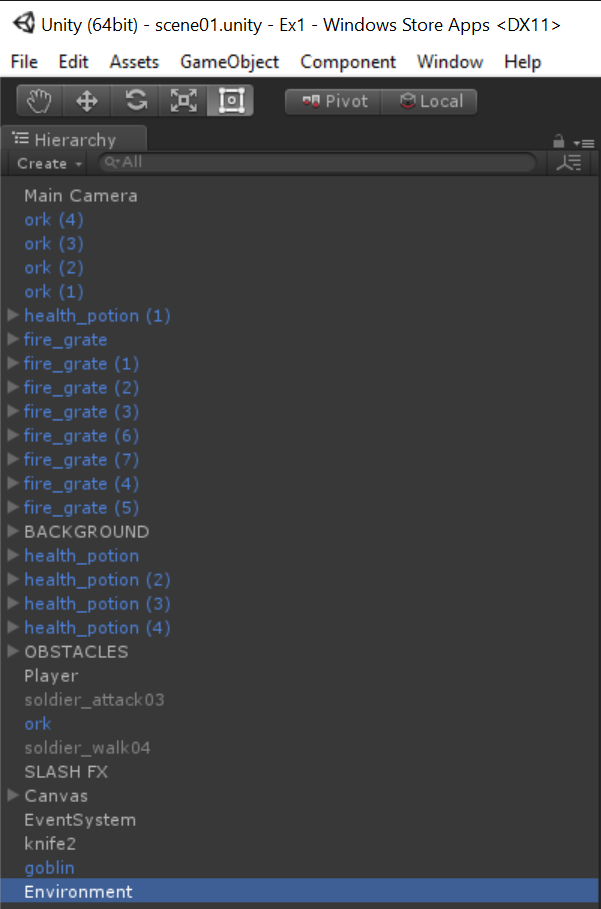 Unity (64bit) - scene01.unity - Ex1 - Windows Store Apps <DX11>
File Edit Assets GameObject Component Window Help
Pivot Local
Hierarchy
Create All
Main Camera
ork (4)
ork (3)
ork (2)
ork (1)
health_potion (1)
fire_grate
fire_grate (1)
fire_grate (2)
fire_grate (3)
fire_grate (6)
fire_grate (7)
fire_grate (4)
fire_grate (5)
BACKGROUND
health_potion
health_potion (2)
health_potion (3)
health_potion (4)
OBSTACLES
Player
soldier_attack03
ork
soldier_walk04
SLASH FX
Canvas
EventSystem
knife2
goblin
Environment